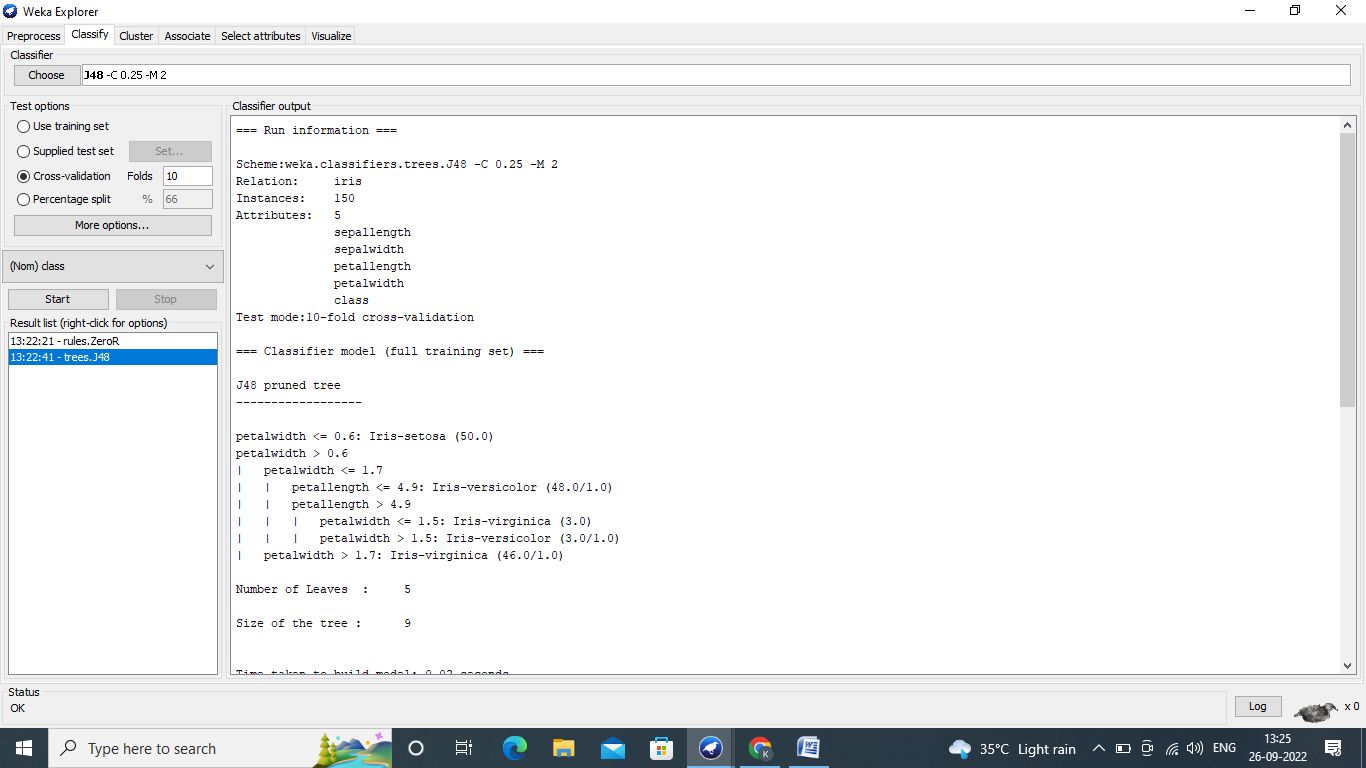 Weka Explorer
Preprocess Classify Cluster Associate Select attributes Visualize
Classifier
Choose J48 -C 0.25 -M 2
Test options
Use training set
Supplied test set Set...
Cross-validation Folds 10
Percentage split % 66
More options...
(Nom) class
Start Stop
Result list (right-click for options)
13:22:21 - rules.ZeroR
13:22:41 - trees.J48
Classifier output
=== Run information ===
Scheme:weka.classifiers.trees.J48 -C 0.25 -M 2
Relation: iris
Instances: 150
Attributes: 5
sepallength
sepalwidth
petallength
petalwidth
class
Test mode:10-fold cross-validation
=== Classifier model (full training set) ===
J48 pruned tree
------------------
petalwidth <= 0.6: Iris-setosa (50.0)
petalwidth > 0.6
| petalwidth <= 1.7
| | petallength <= 4.9: Iris-versicolor (48.0/1.0)
| | petallength > 4.9
| | | petalwidth <= 1.5: Iris-virginica (3.0)
| | | petalwidth > 1.5: Iris-versicolor (3.0/1.0)
| petalwidth > 1.7: Iris-virginica (46.0/1.0)
Number of Leaves : 5
Size of the tree : 9
Time taken to build model: 0.02 seconds
Status
OK
Log x 0
Type here to search
35°C Light rain
ENG
13:25
26-09-2022